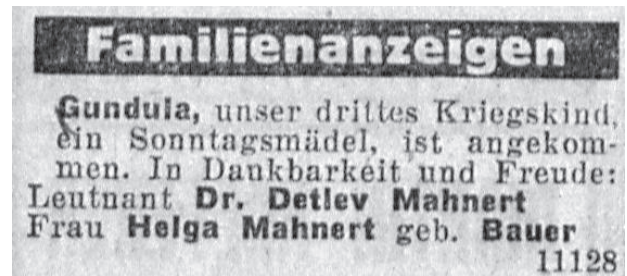 Familienanzeigen
Gundula, unser drittes Kriegskind,
ein Sonntagsmädel, ist angekom-
men. In Dankbarkeit und Freude:
Leutnant Dr. Detlev Mahnert
Frau Helga Mahnert geb. Bauer
11128